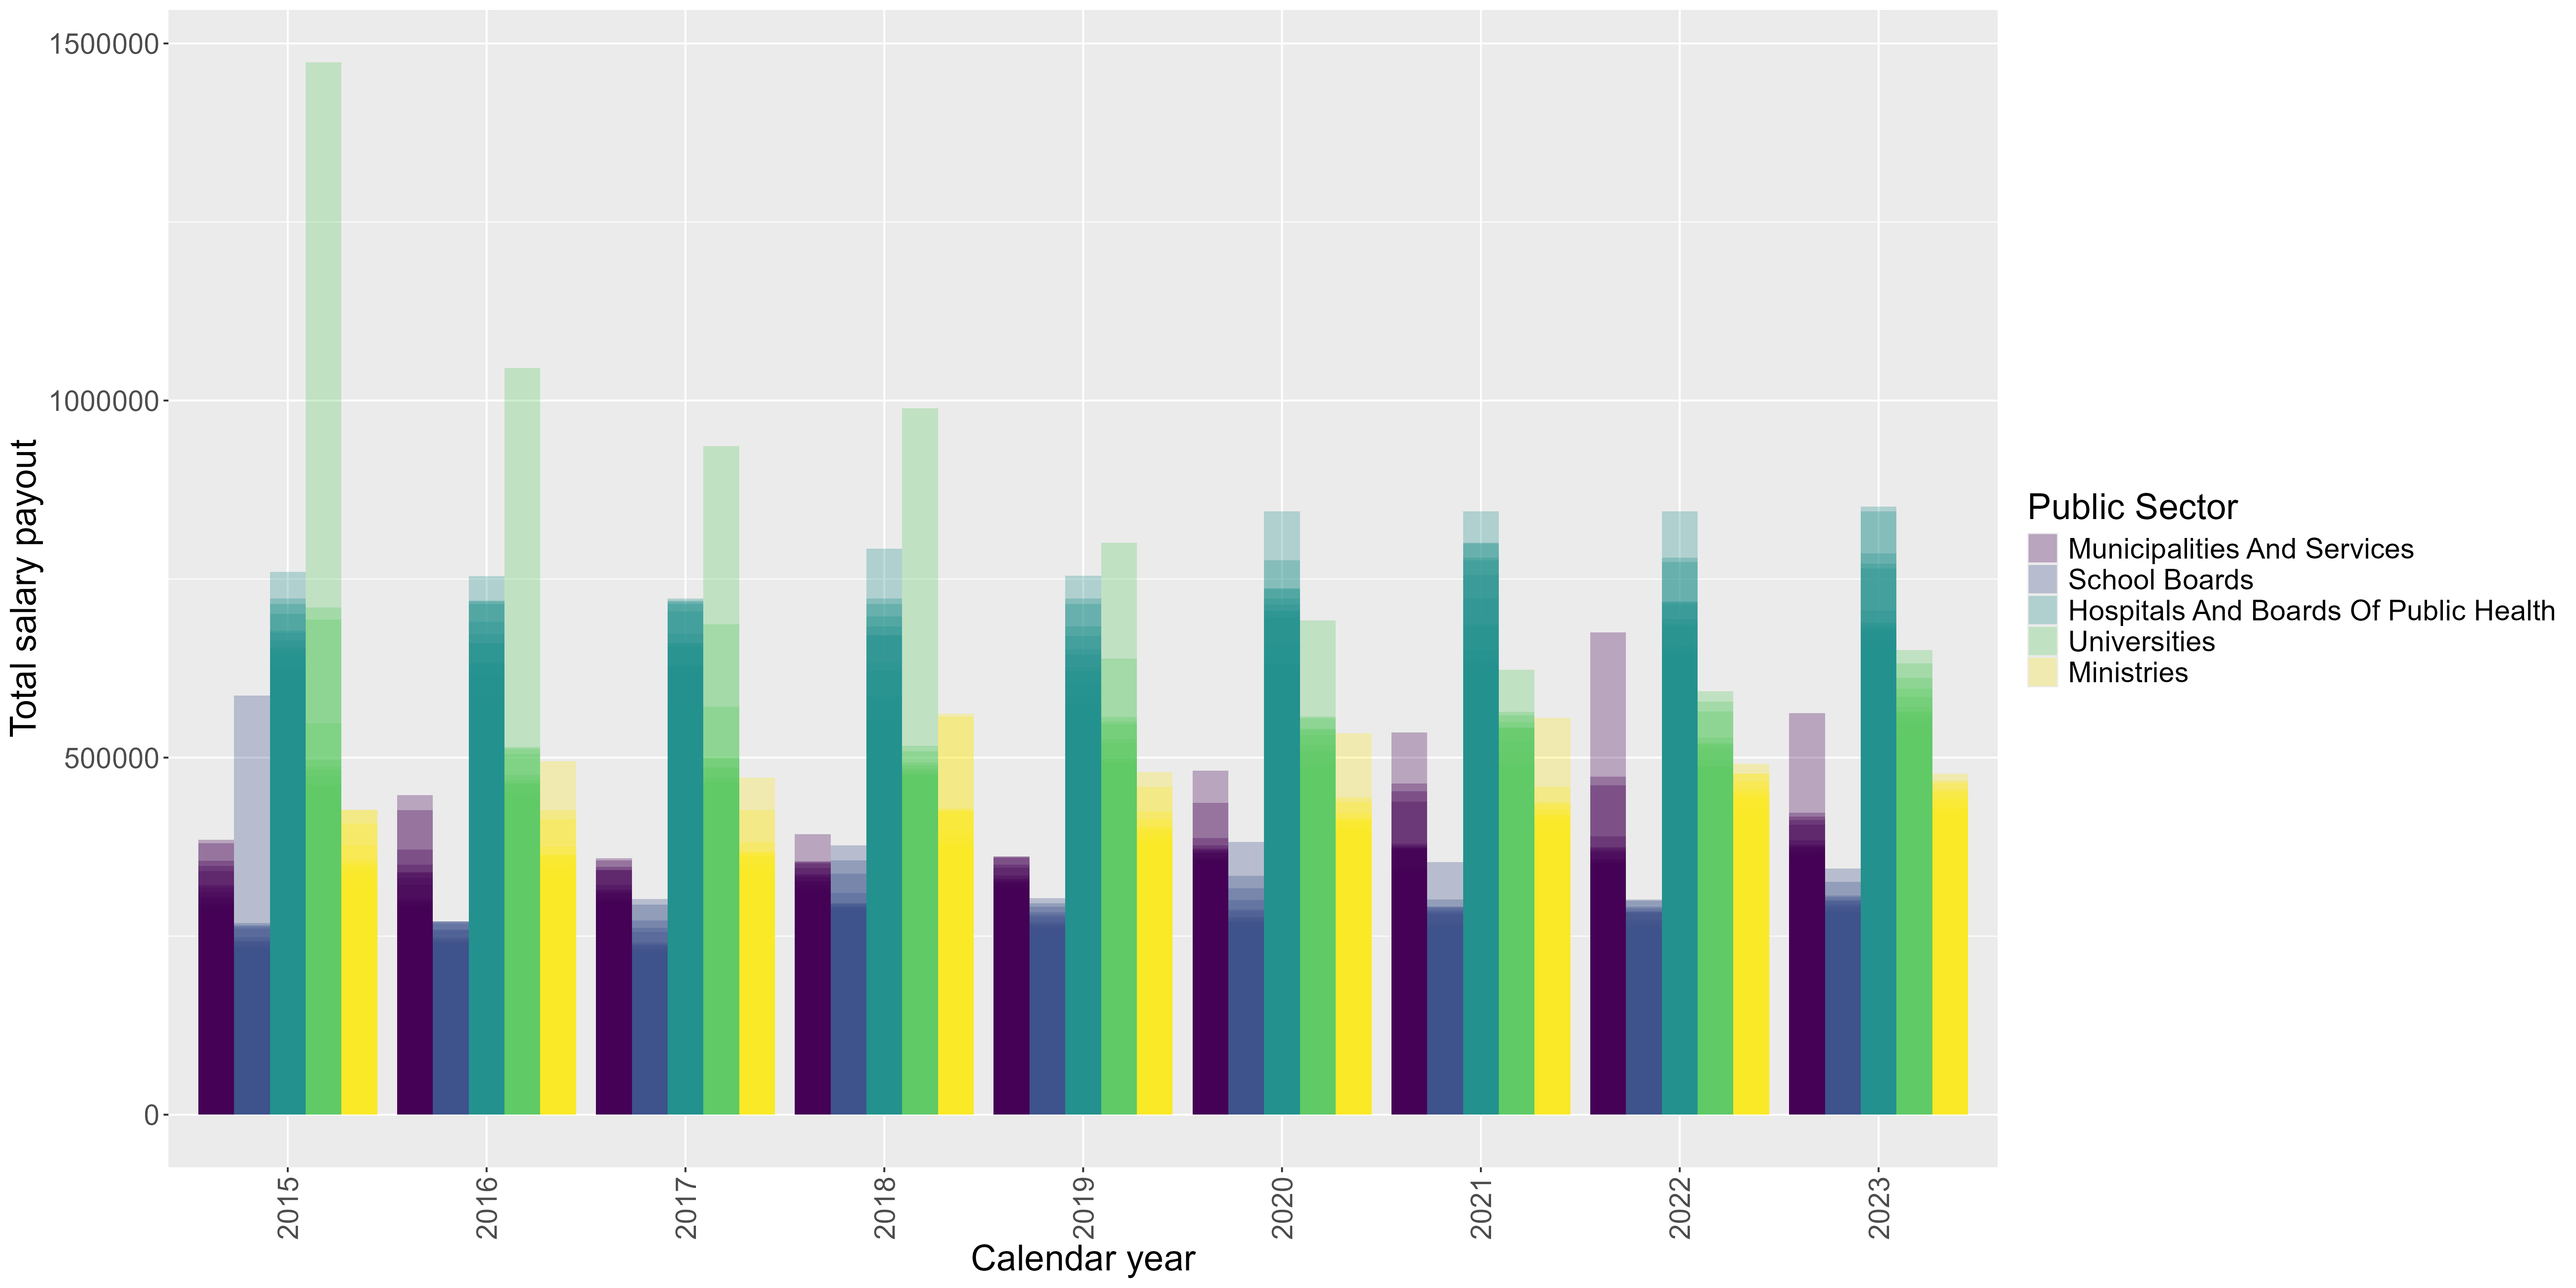 Total salary payout
1500000
1000000
500000
0
2015
2016
2017
2018
2019
2020
2021
2022
2023
Calendar year
Public Sector
Municipalities And Services
School Boards
Hospitals And Boards Of Public Health
Universities
Ministries